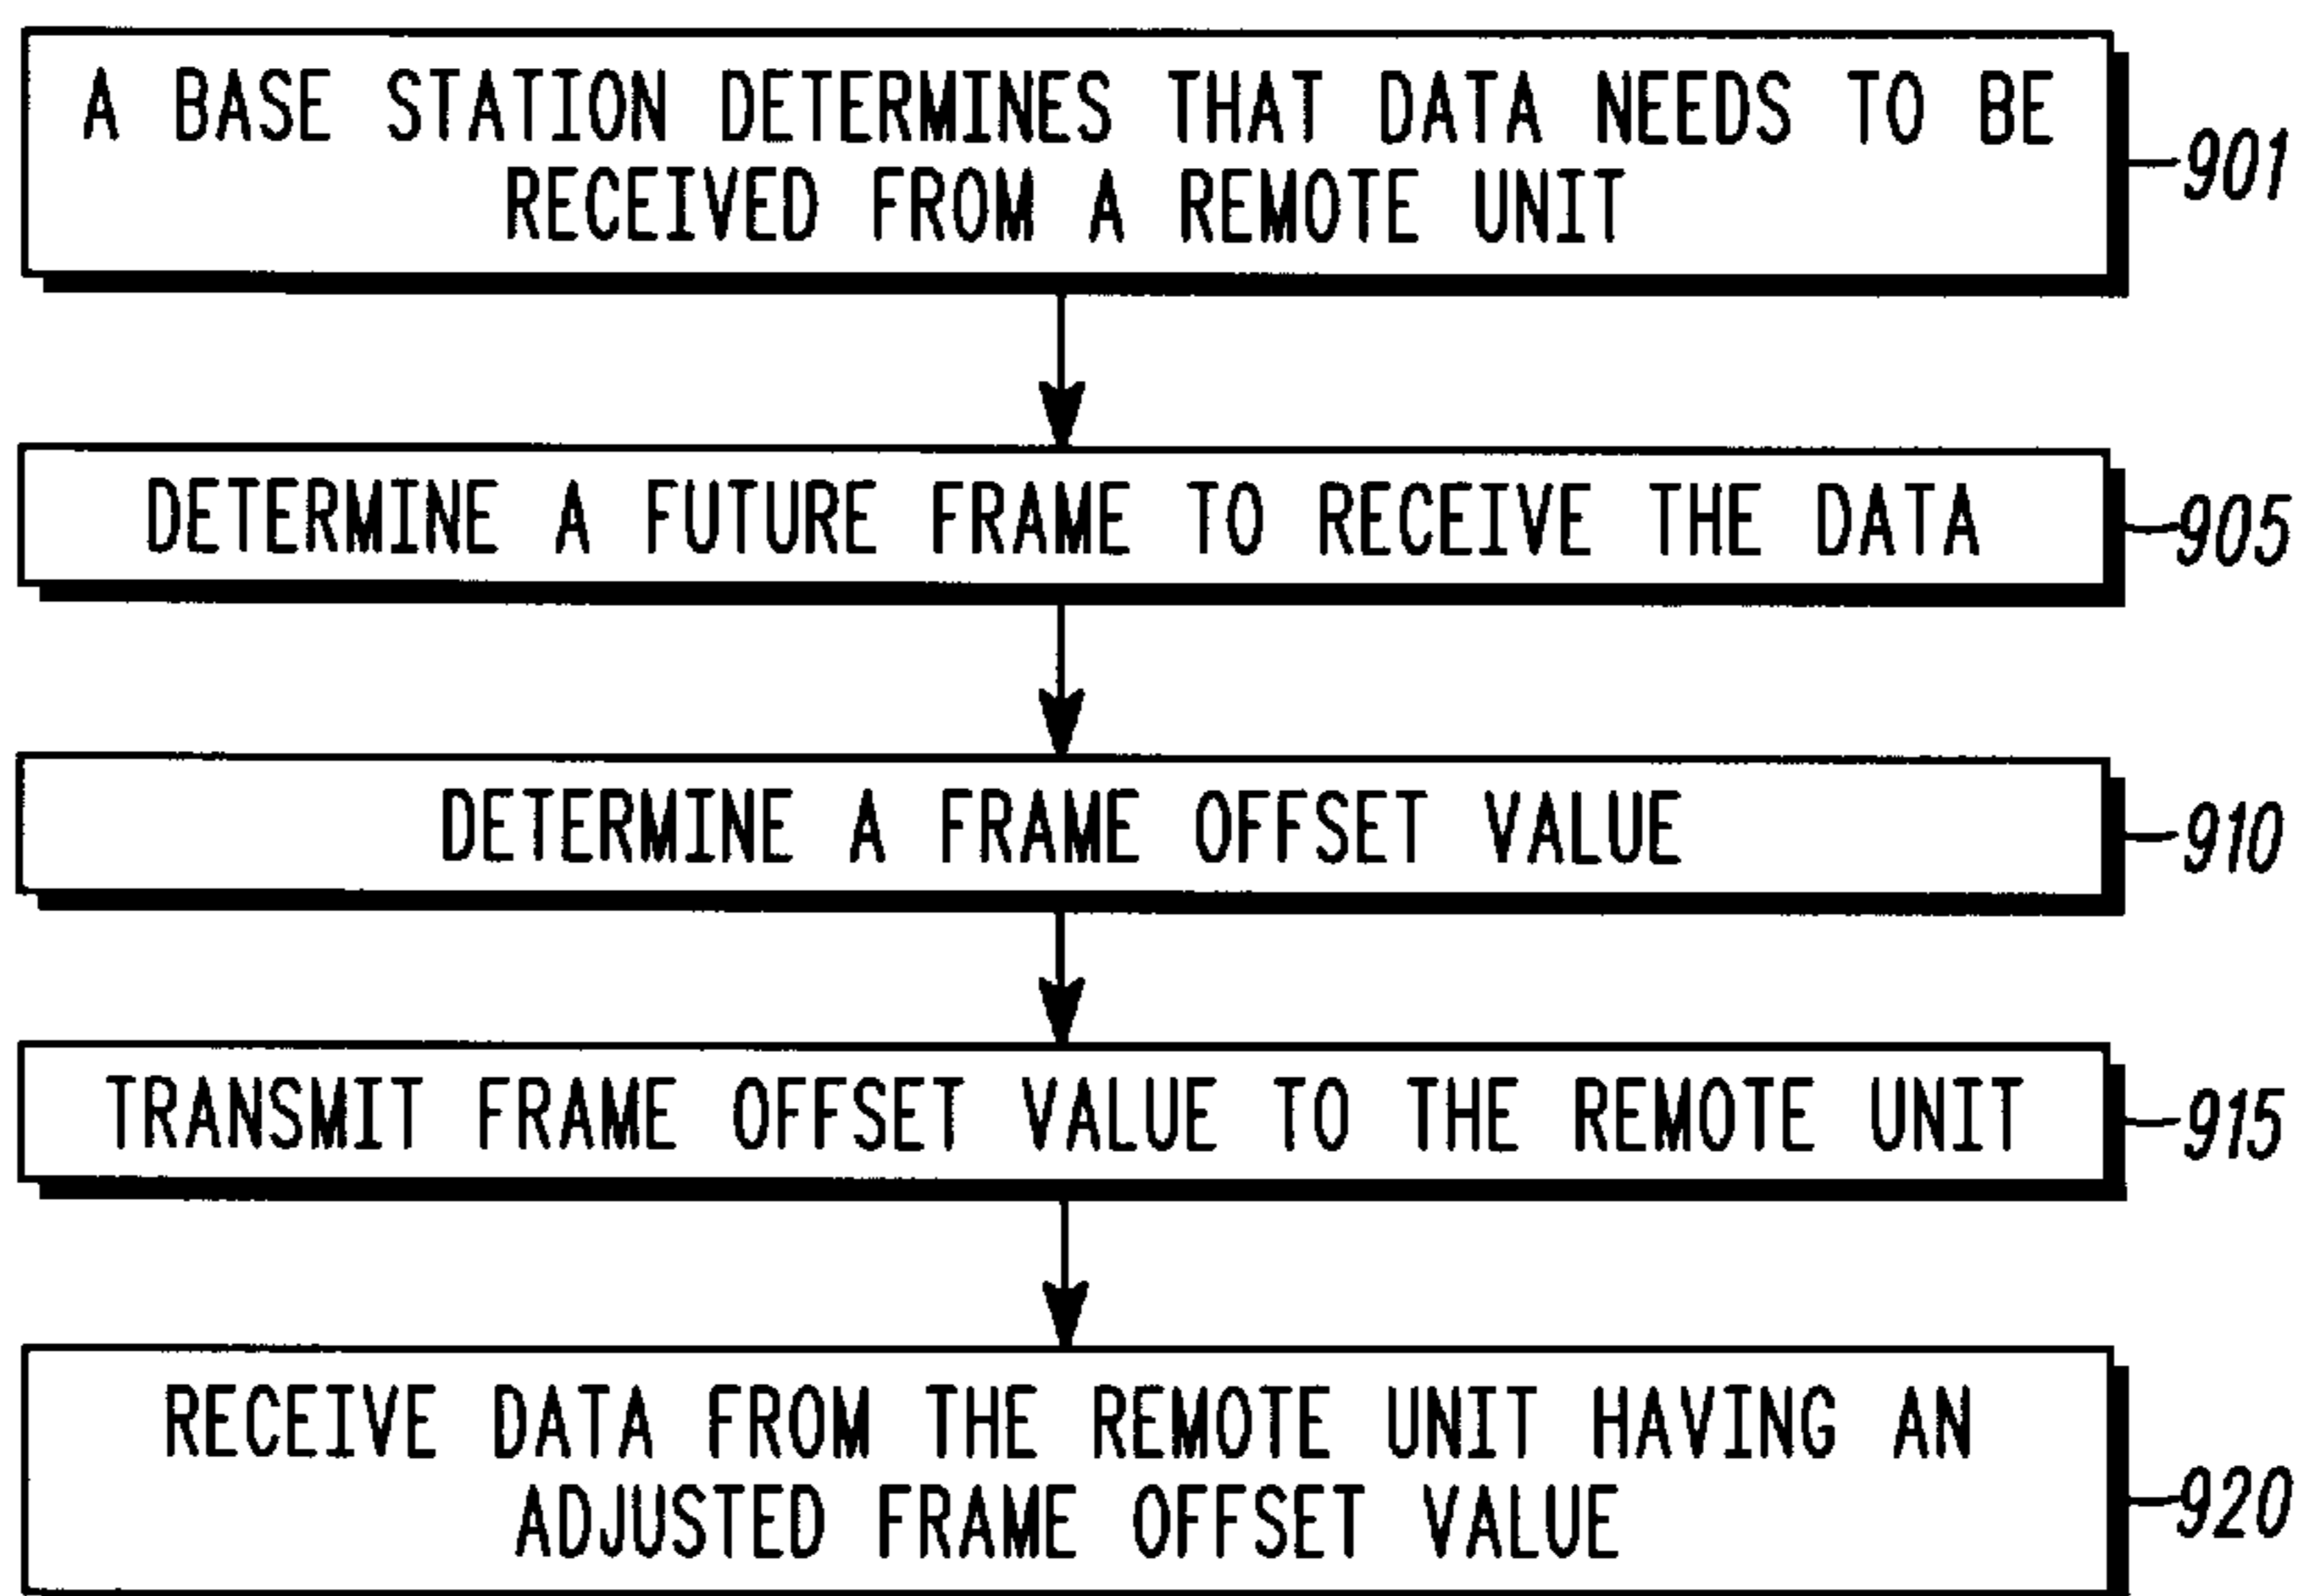 A BASE STATION DETERMINES THAT DATA NEEDS TO BE
RECEIVED FROM A REMOTE UNIT
901
DETERMINE A FUTURE FRAME TO RECEIVE THE DATA
905
DETERMINE A FRAME OFFSET VALUE
910
TRANSMIT FRAME OFFSET VALUE TO THE REMOTE UNIT
915
RECEIVE DATA FROM THE REMOTE UNIT HAVING AN
ADJUSTED FRAME OFFSET VALUE
920